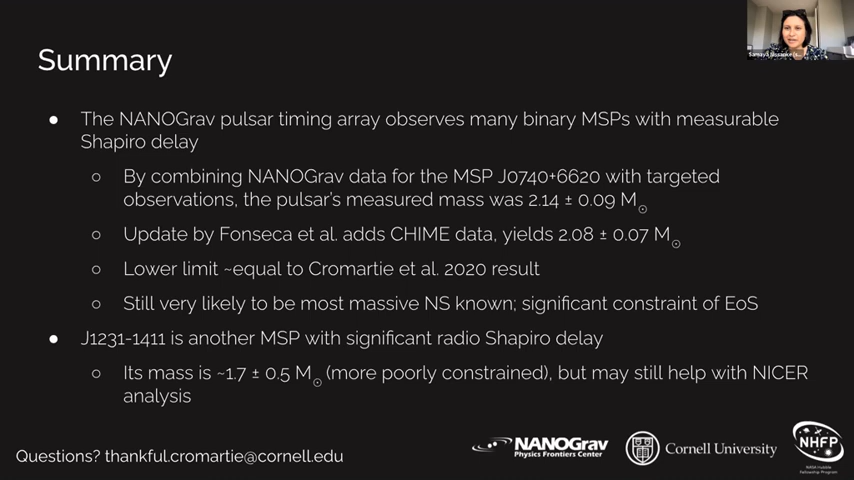 Summary
● The NANOGrav pulsar timing array observes many binary MSPs with measurable
Shapiro delay
○ By combining NANOGrav data for the MSP J0740+6620 with targeted
observations, the pulsar's measured mass was 2.14 ± 0.09 M☉
○ Update by Fonseca et al. adds CHIME data, yields 2.08 ± 0.07 M☉
○ Lower limit ~equal to Cromartie et al. 2020 result
○ Still very likely to be most massive NS known; significant constraint of EoS
● J1231-1411 is another MSP with significant radio Shapiro delay
○ Its mass is ~1.7 ± 0.5 M☉ (more poorly constrained), but may still help with NICER
analysis
Questions? thankful.cromartie@cornell.edu
NANOGrav
Physics Frontiers Center
Cornell University
NHFP